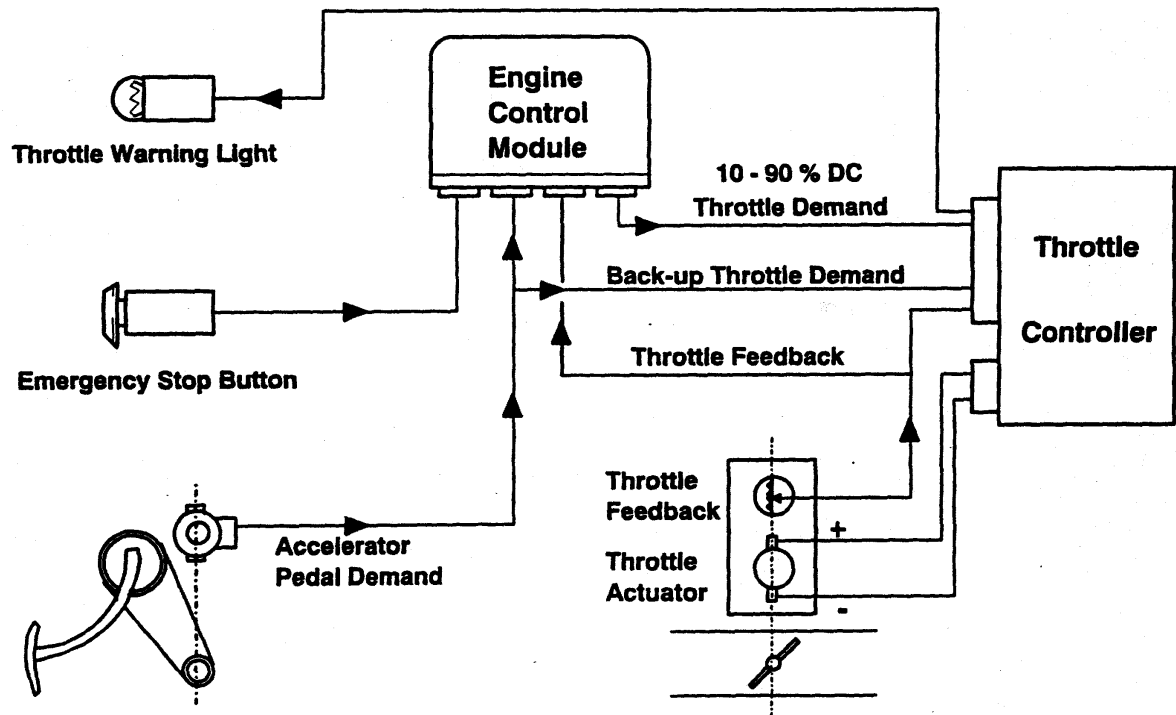 Engine
Control
Module
Throttle Warning Light
10 - 90 % DC
Throttle Demand
Throttle
Controller
Back-up Throttle Demand
Emergency Stop Button
Throttle Feedback
Throttle
Feedback
+
Accelerator
Pedal Demand
Throttle
Actuator
-